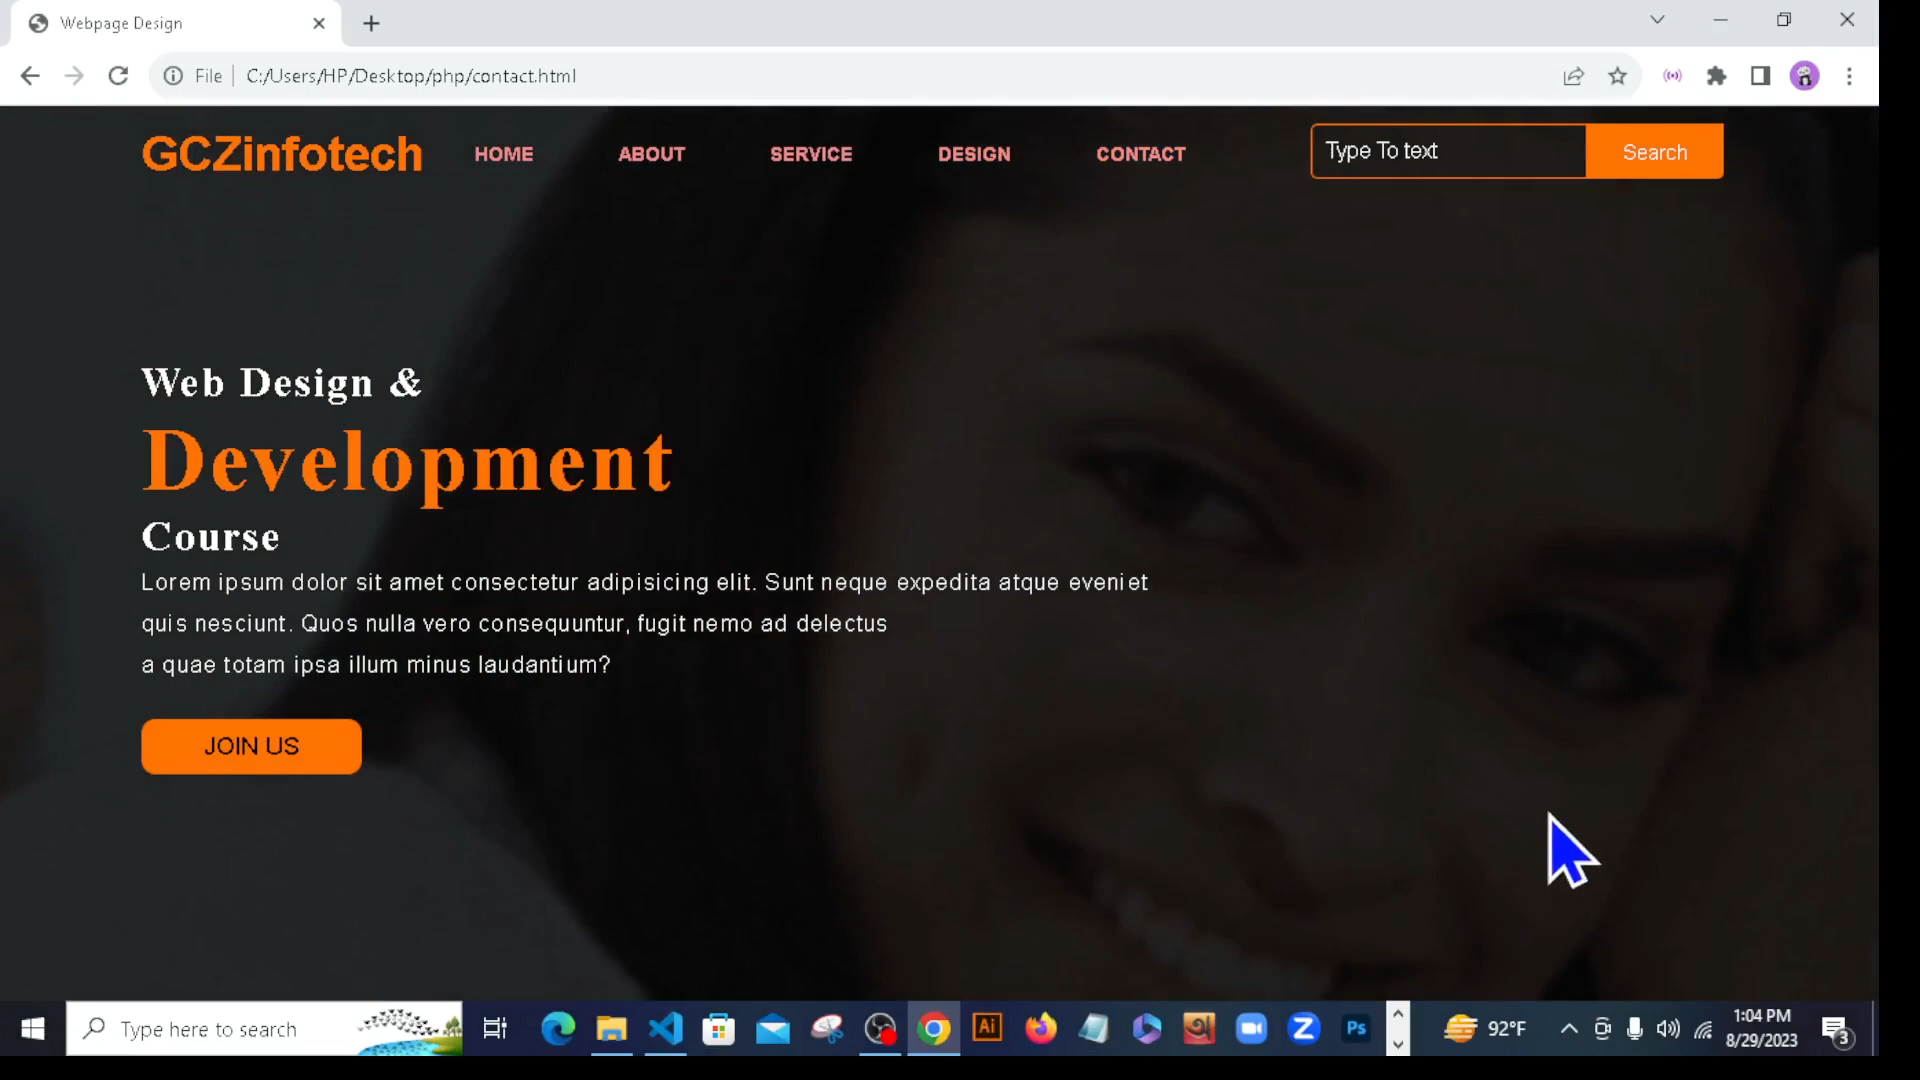 Webpage Design
File
C:/Users/HP/Desktop/php/contact.html
GCZinfotech
HOME
ABOUT
SERVICE
DESIGN
CONTACT
Type To text
Search
Web Design &
Development
Course
Lorem ipsum dolor sit amet consectetur adipisicing elit. Sunt neque expedita atque eveniet
quis nesciunt. Quos nulla vero consequuntur, fugit nemo ad delectus
a quae totam ipsa illum minus laudantium?
JOIN US
Type here to search
Ai
Z
Ps
92°F
1:04 PM
8/29/2023
3